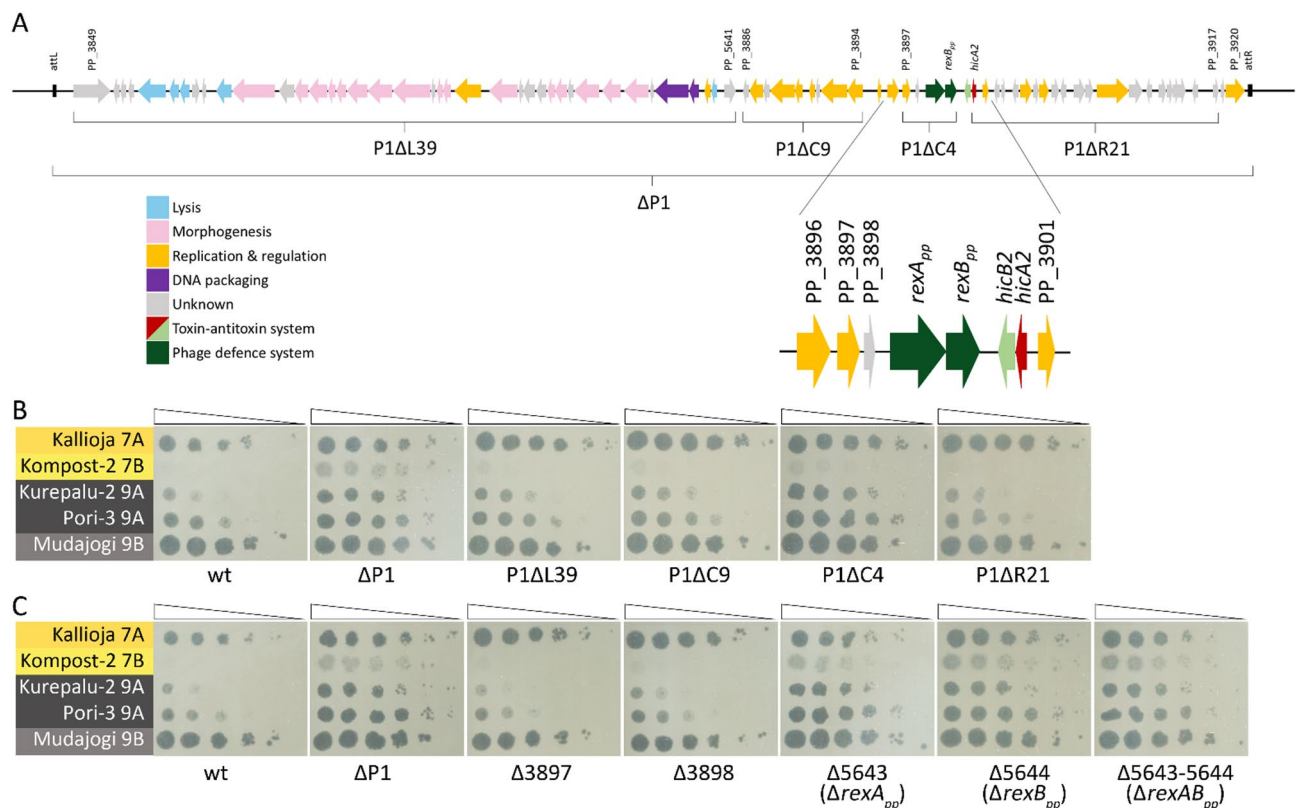 A
attL
PP_3849
PP_5641
PP_3886
PP_3894
PP_3897
rexBpp
hicA2
PP_3917
PP_3920
attR
P1ΔL39
P1ΔC9
P1ΔC4
P1ΔR21
ΔP1
Lysis
Morphogenesis
Replication & regulation
DNA packaging
Unknown
Toxin-antitoxin system
Phage defence system
PP_3896
PP_3897
PP_3898
rexApp
rexBpp
hicB2
hicA2
PP_3901
B
Kallioja 7A
Kompost-2 7B
Kurepalu-2 9A
Pori-3 9A
Mudajogi 9B
wt
ΔP1
P1ΔL39
P1ΔC9
P1ΔC4
P1ΔR21
C
Kallioja 7A
Kompost-2 7B
Kurepalu-2 9A
Pori-3 9A
Mudajogi 9B
wt
ΔP1
Δ3897
Δ3898
Δ5643
(ΔrexApp)
Δ5644
(ΔrexBpp)
Δ5643-5644
(ΔrexABpp)